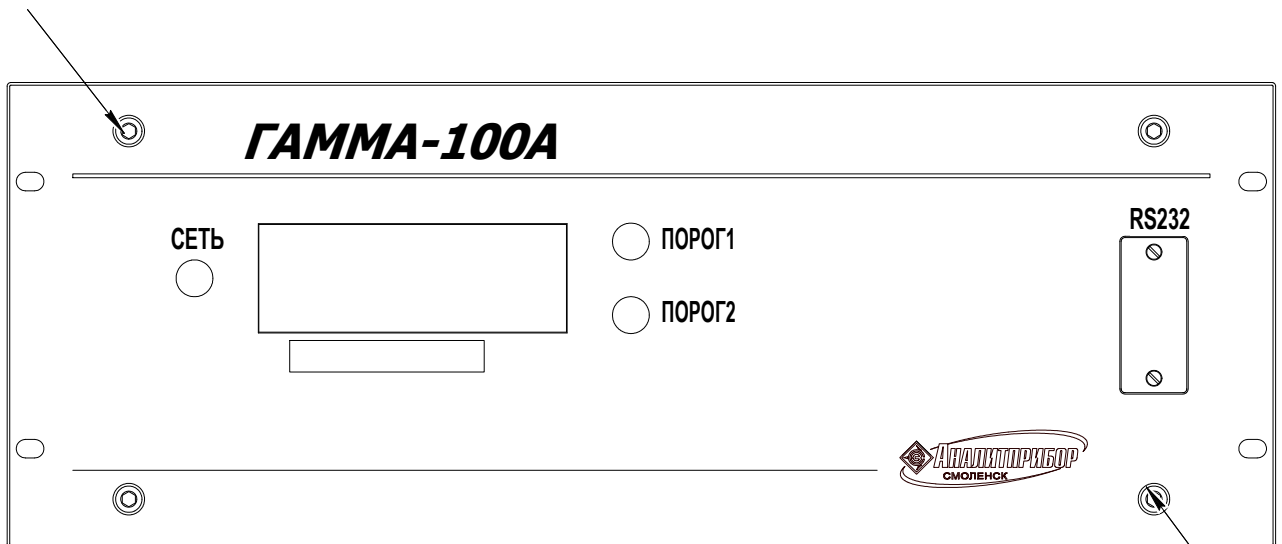 ГАММА-100А
RS232
СЕТЬ
ПОРОГ1
ПОРОГ2
АНАЛИТПРИБОР
СМОЛЕНСК